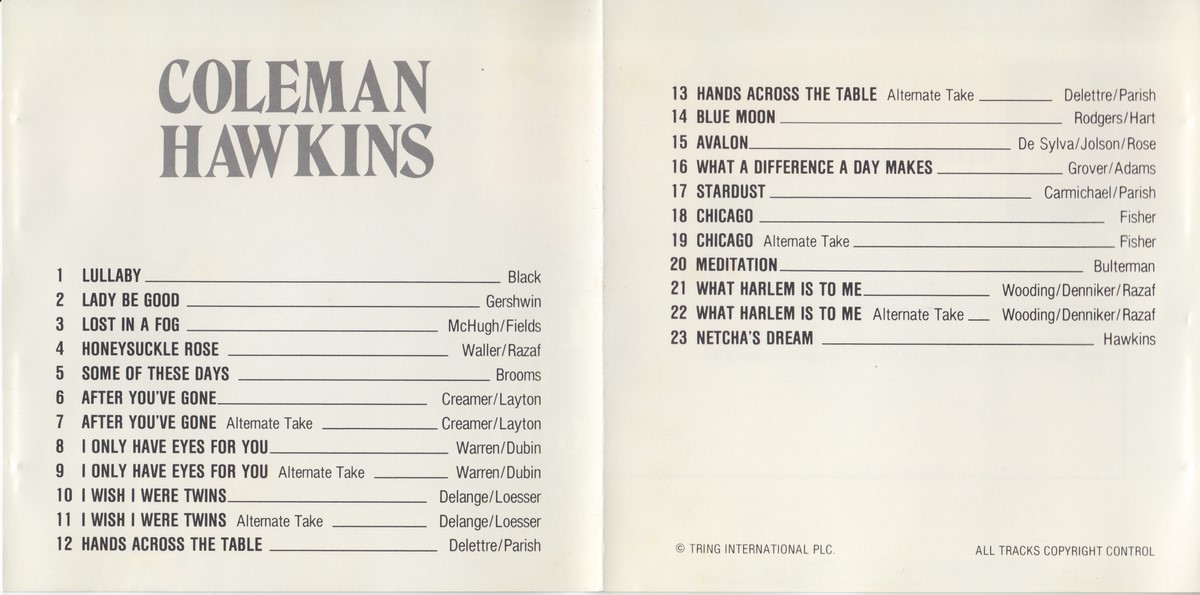 COLEMAN
HAWKINS
1 LULLABY Black
2 LADY BE GOOD Gershwin
3 LOST IN A FOG McHugh/Fields
4 HONEYSUCKLE ROSE Waller/Razaf
5 SOME OF THESE DAYS Brooms
6 AFTER YOU'VE GONE Creamer/Layton
7 AFTER YOU'VE GONE Alternate Take Creamer/Layton
8 I ONLY HAVE EYES FOR YOU Warren/Dubin
9 I ONLY HAVE EYES FOR YOU Alternate Take Warren/Dubin
10 I WISH I WERE TWINS Delange/Loesser
11 I WISH I WERE TWINS Alternate Take Delange/Loesser
12 HANDS ACROSS THE TABLE Delettre/Parish
13 HANDS ACROSS THE TABLE Alternate Take Delettre/Parish
14 BLUE MOON Rodgers/Hart
15 AVALON De Sylva/Jolson/Rose
16 WHAT A DIFFERENCE A DAY MAKES Grover/Adams
17 STARDUST Carmichael/Parish
18 CHICAGO Fisher
19 CHICAGO Alternate Take Fisher
20 MEDITATION Bulterman
21 WHAT HARLEM IS TO ME Wooding/Denniker/Razaf
22 WHAT HARLEM IS TO ME Alternate Take Wooding/Denniker/Razaf
23 NETCHA'S DREAM Hawkins
© TRING INTERNATIONAL PLC. ALL TRACKS COPYRIGHT CONTROL